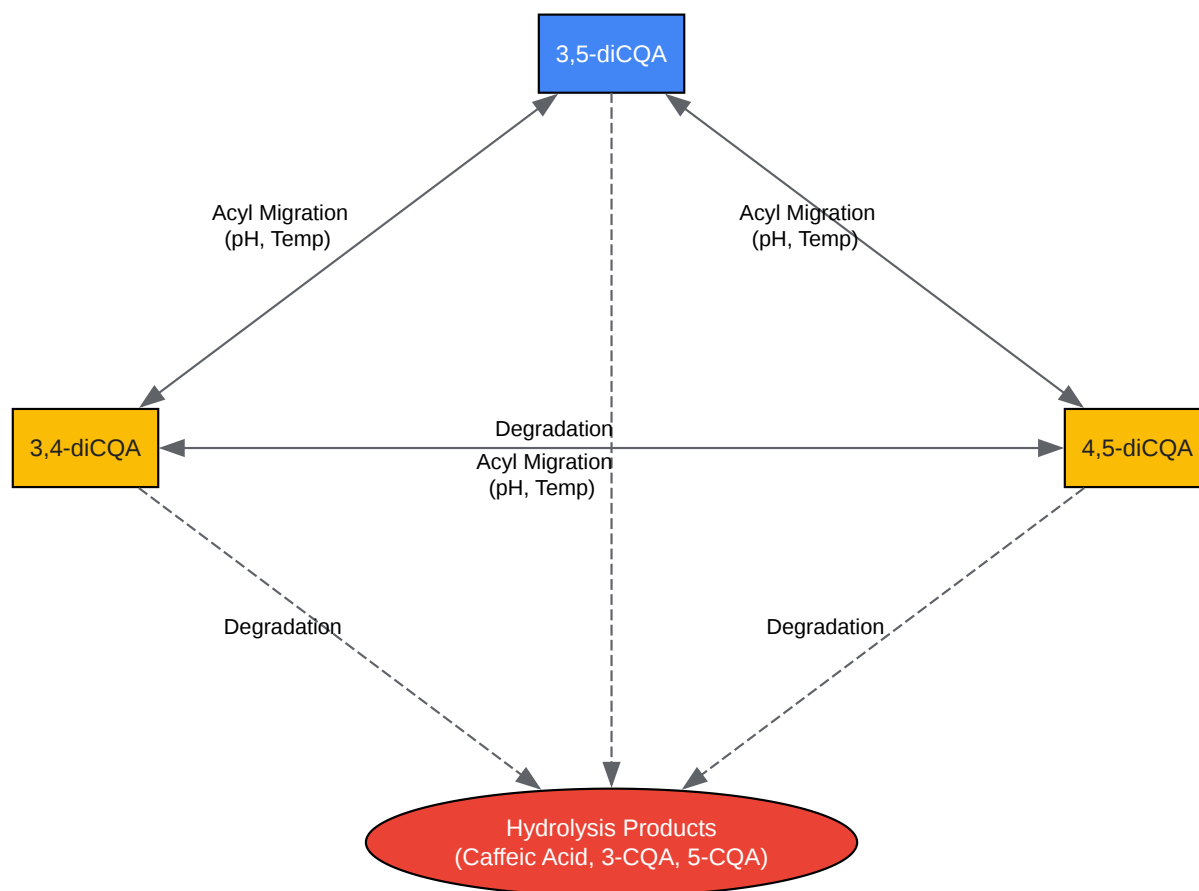 3,5-diCQA
Acyl Migration
(pH, Temp)
Acyl Migration
(pH, Temp)
3,4-diCQA
Degradation
Acyl Migration
(pH, Temp)
4,5-diCQA
Degradation
Degradation
Hydrolysis Products
(Caffeic Acid, 3-CQA, 5-CQA)